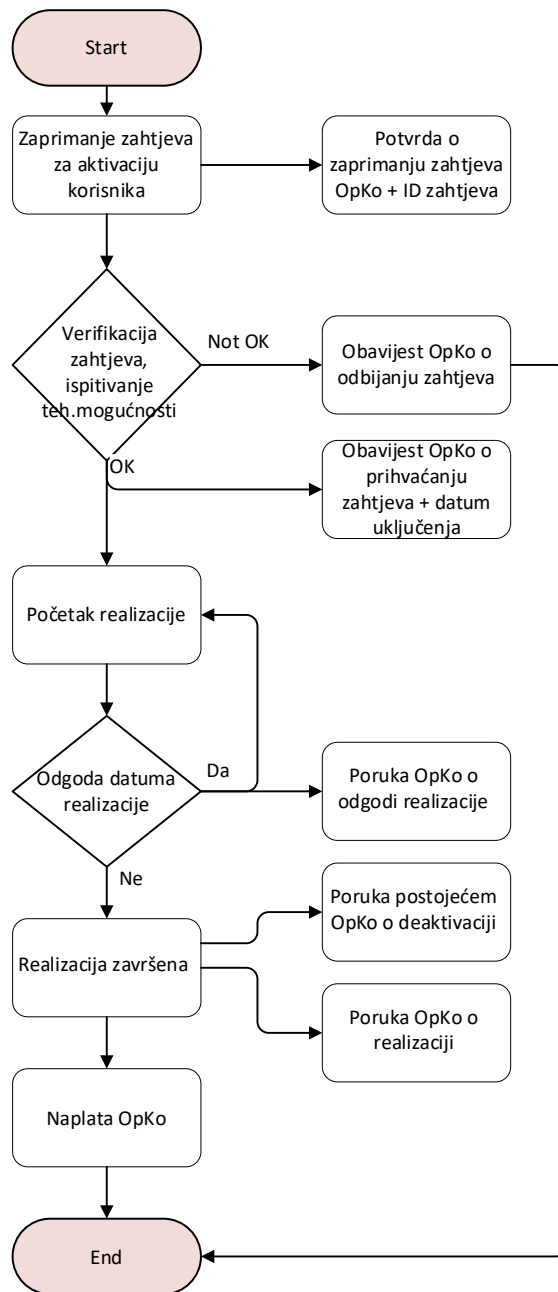 Start
Zaprimanje zahtjeva
za aktivaciju
korisnika
Potvrda o
zaprimanju zahtjeva
OpKo + ID zahtjeva
Verifikacija
zahtjeva,
ispitivanje
teh.mogućnosti
Not OK
Obavijest OpKo o
odbijanju zahtjeva
OK
Obavijest OpKo o
prihvaćanju
zahtjeva + datum
uključenja
Početak realizacije
Odgoda datuma
realizacije
Da
Poruka OpKo o
odgodi realizacije
Ne
Poruka postojećem
OpKo o deaktivaciji
Realizacija završena
Poruka OpKo o
realizaciji
Naplata OpKo
End